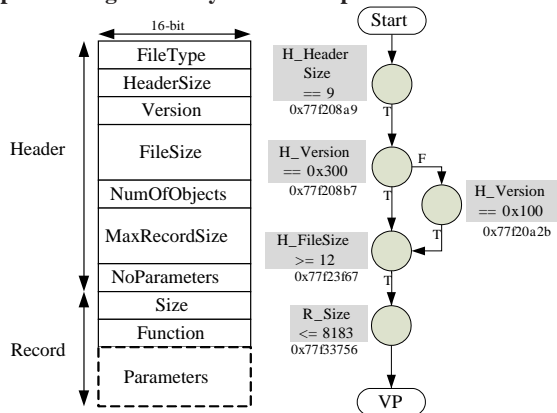 16-bit
FileType
HeaderSize
Version
FileSize
NumOfObjects
MaxRecordSize
NoParameters
Size
Function
Parameters
Header
Record
Start
H_Header
Size
== 9
0x77f208a9
T
H_Version
== 0x300
0x77f208b7
F
T
H_Version
== 0x100
0x77f20a2b
T
H_FileSize
>= 12
0x77f23f67
T
R_Size
<= 8183
0x77f33756
VP